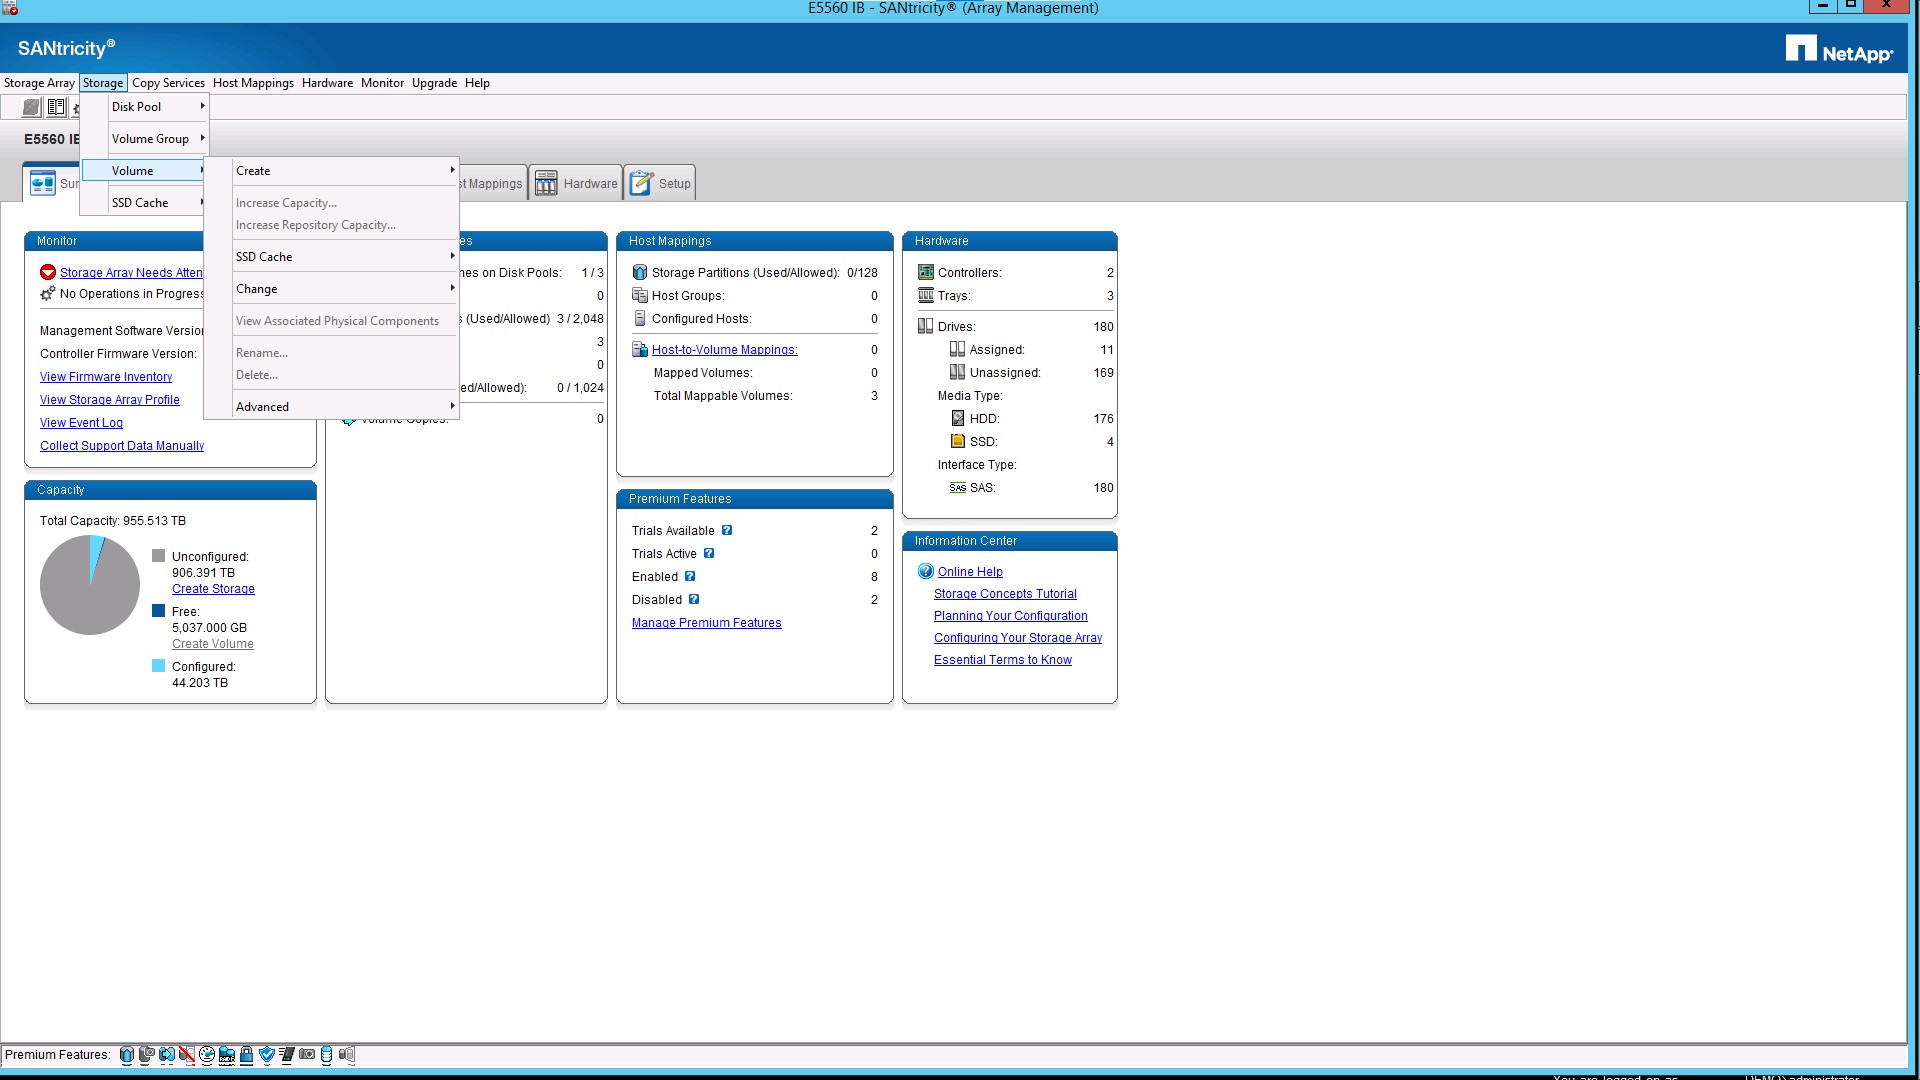 E5560 IB - SANtricity® (Array Management)
SANtricity®
NetApp®
Storage Array Storage Copy Services Host Mappings Hardware Monitor Upgrade Help
Disk Pool
Volume Group
Volume
SSD Cache
E5560
Create
Increase Capacity...
Increase Repository Capacity...
SSD Cache
Change
View Associated Physical Components
Rename...
Delete...
Advanced
Mappings
Hardware
Setup
Monitor
Storage Array Needs
No Operations in Progress
Management Software
Controller Firmware Version:
View Firmware Inventory
View Storage Array Profile
View Event Log
Collect Support Data Manually
on Disk Pools: 1 / 3
0
(Used/Allowed) 3 / 2,048
3
0
0 / 1,024
Volume Copies: 0
Host Mappings
Storage Partitions (Used/Allowed): 0/128
Host Groups: 0
Configured Hosts: 0
Host-to-Volume Mappings: 0
Mapped Volumes: 0
Total Mappable Volumes: 3
Hardware
Controllers: 2
Trays: 3
Drives: 180
Assigned: 11
Unassigned: 169
Media Type:
HDD: 176
SSD: 4
Interface Type:
SAS SAS: 180
Capacity
Total Capacity: 955.513 TB
Unconfigured:
906.391 TB
Create Storage
Free:
5,037.000 GB
Create Volume
Configured:
44.203 TB
Premium Features
Trials Available ? 2
Trials Active ? 0
Enabled ? 8
Disabled ? 2
Manage Premium Features
Information Center
Online Help
Storage Concepts Tutorial
Planning Your Configuration
Configuring Your Storage Array
Essential Terms to Know
Premium Features:
You are logged on as DEMO\administrator